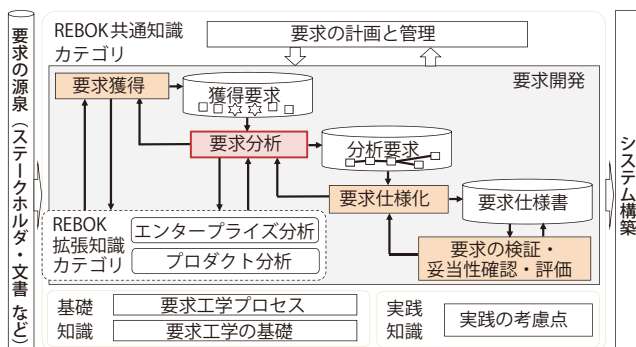 要求の源泉（ステークホルダ・文書 など）
REBOK共通知識
カテゴリ
要求の計画と管理
要求開発
要求獲得
獲得要求
要求分析
分析要求
要求仕様化
要求仕様書
要求の検証・
妥当性確認・評価
REBOK
拡張知識
カテゴリ
エンタープライズ分析
プロダクト分析
システム構築
基礎
知識
要求工学プロセス
要求工学の基礎
実践
知識
実践の考慮点